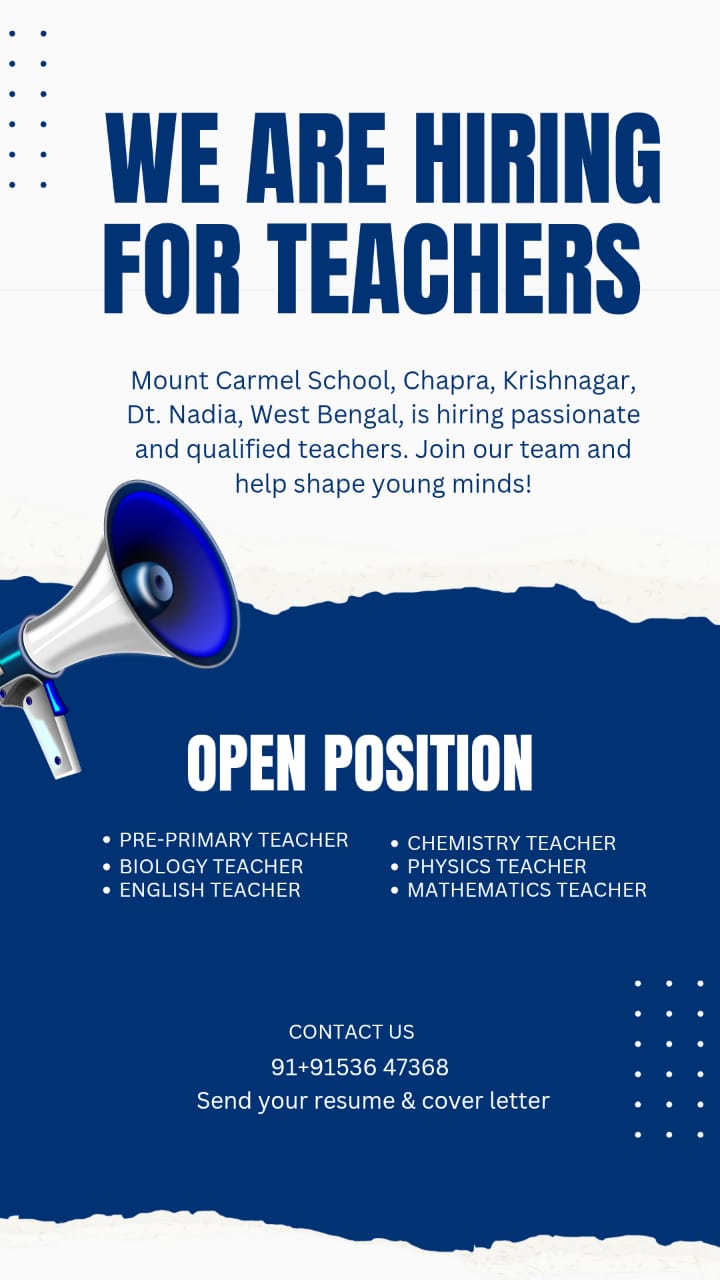 WE ARE HIRING
FOR TEACHERS
Mount Carmel School, Chapra, Krishnagar,
Dt. Nadia, West Bengal, is hiring passionate
and qualified teachers. Join our team and
help shape young minds!
OPEN POSITION
• PRE-PRIMARY TEACHER
• BIOLOGY TEACHER
• ENGLISH TEACHER
• CHEMISTRY TEACHER
• PHYSICS TEACHER
• MATHEMATICS TEACHER
CONTACT US
91+91536 47368
Send your resume & cover letter